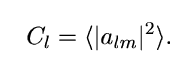 C_l = ⟨|a_{lm}|^2⟩.